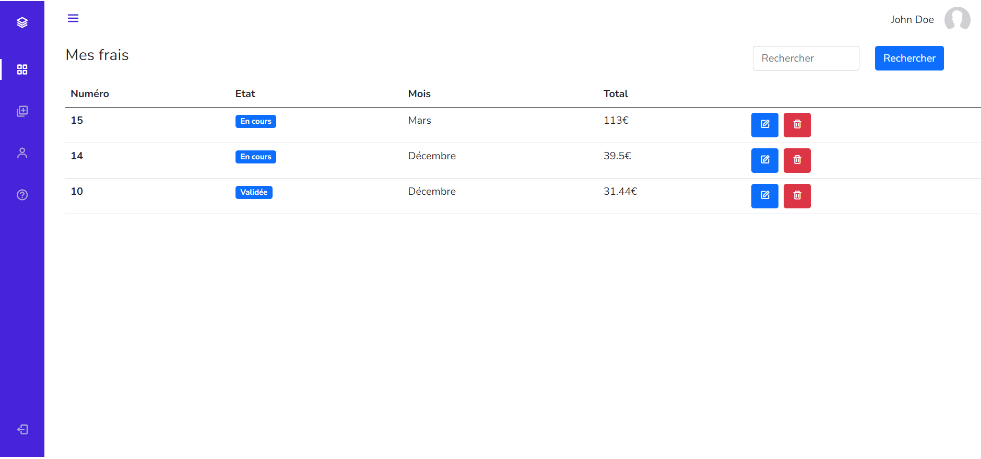 John Doe
Mes frais
Rechercher Rechercher
Numéro Etat Mois Total
15 En cours Mars 113€
14 En cours Décembre 39.5€
10 Validée Décembre 31.44€